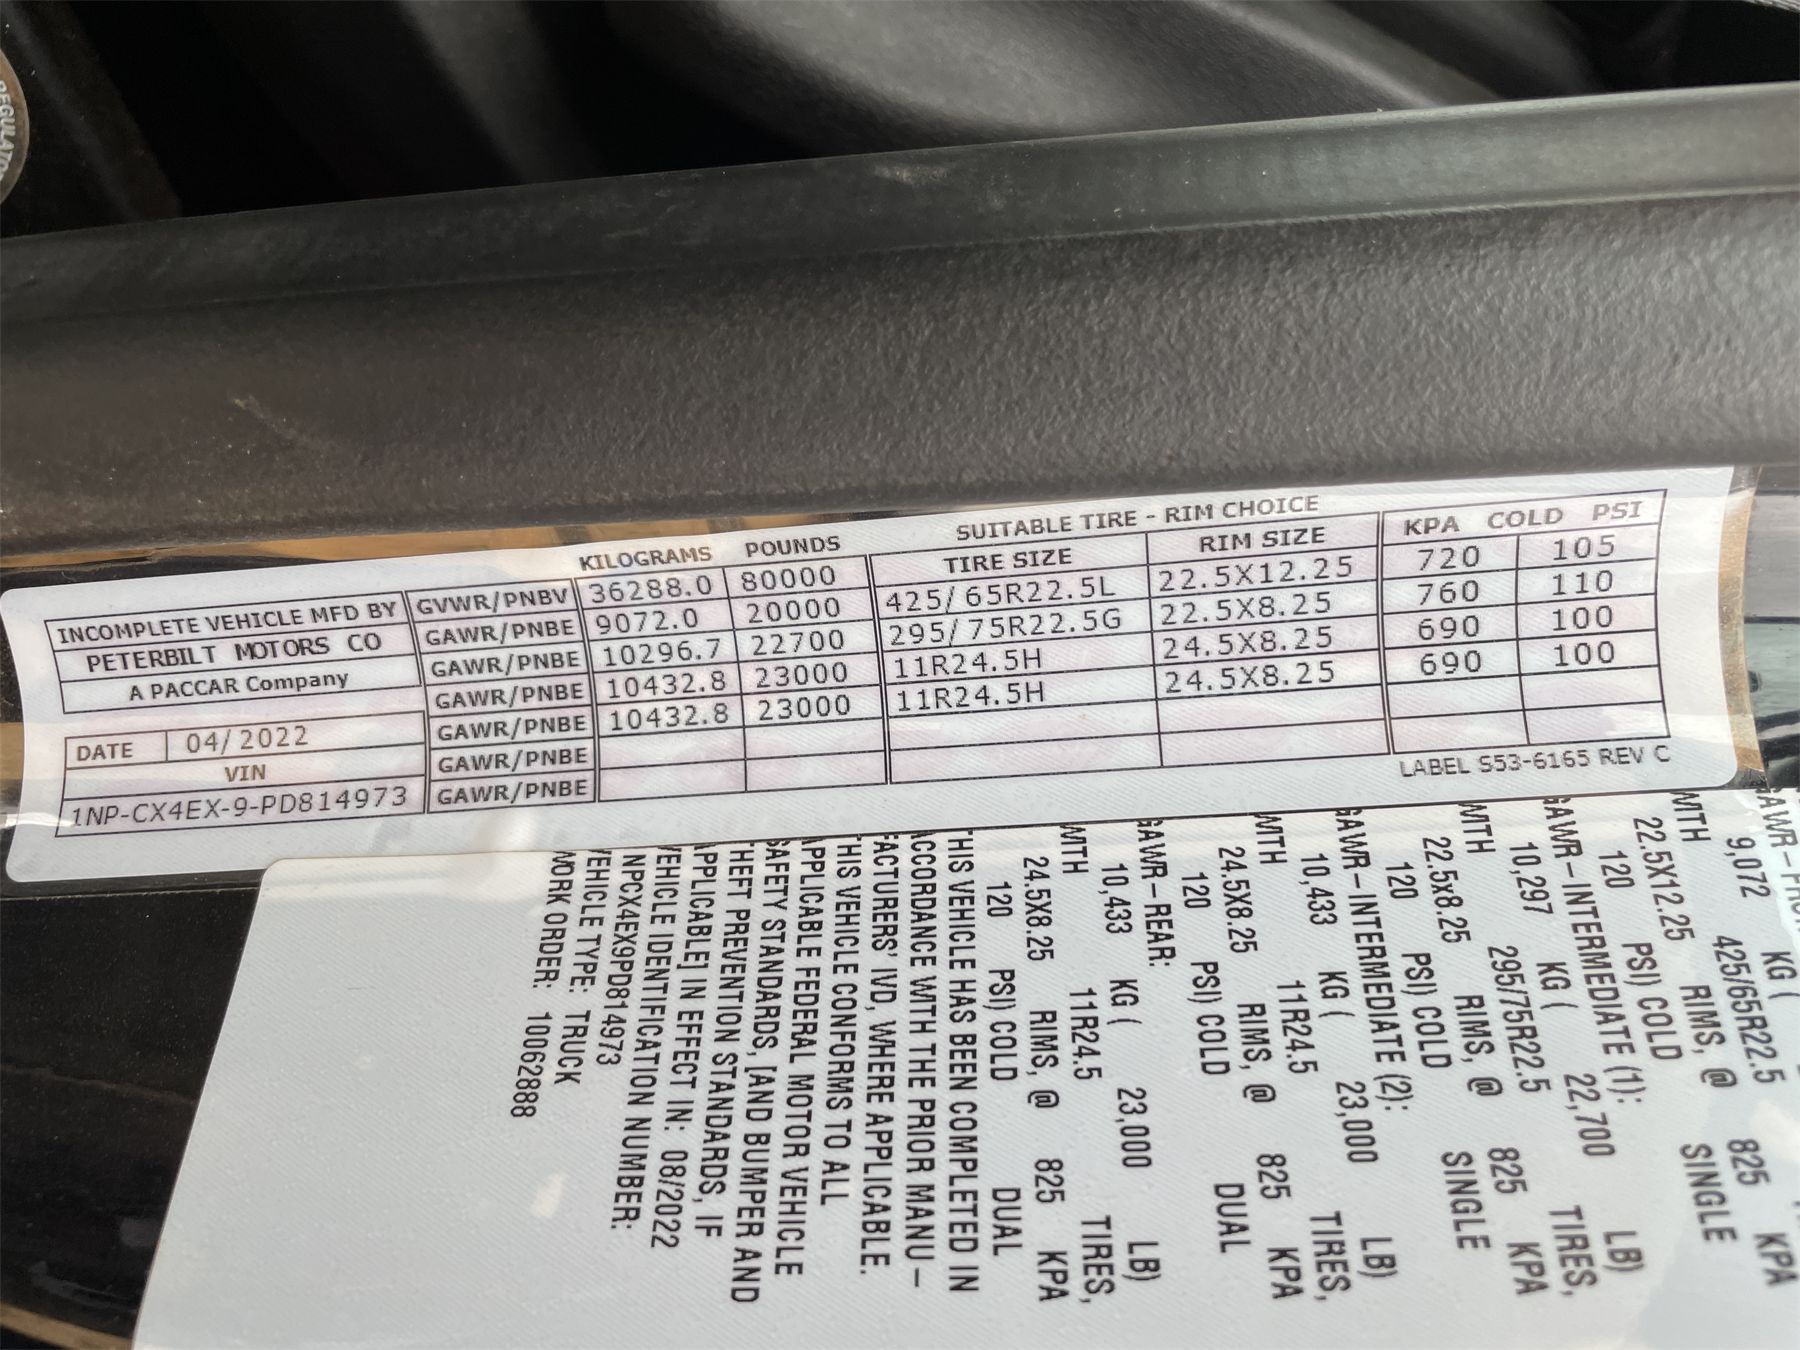 KILOGRAMS POUNDS SUITABLE TIRE - RIM CHOICE KPA COLD PSI
TIRE SIZE RIM SIZE
INCOMPLETE VEHICLE MFD BY GVWR/PNBV 36288.0 80000
PETERBILT MOTORS CO GAWR/PNBE 9072.0 20000 425/65R22.5L 22.5X12.25 720 105
A PACCAR Company GAWR/PNBE 10296.7 22700 295/75R22.5G 22.5X8.25 760 110
GAWR/PNBE 10432.8 23000 11R24.5H 24.5X8.25 690 100
DATE 04/2022 GAWR/PNBE 10432.8 23000 11R24.5H 24.5X8.25 690 100
VIN GAWR/PNBE
1NP-CX4EX-9-PD814973 GAWR/PNBE
LABEL S53-6165 REV C
9,072 KG (
WITH 425/65R22.5
22.5X12.25 RIMS, @ 825 KPA
120 PSI) COLD SINGLE
GAWR–INTERMEDIATE (1):
10,297 KG ( 22,700 LB)
WITH 295/75R22.5 TIRES,
22.5x8.25 RIMS, @ 825 KPA
120 PSI) COLD SINGLE
GAWR–INTERMEDIATE (2):
10,433 KG ( 23,000 LB)
WITH 11R24.5 TIRES,
24.5X8.25 RIMS, @ 825 KPA
120 PSI) COLD DUAL
GAWR–REAR:
10,433 KG ( 23,000 LB)
WITH 11R24.5 TIRES,
24.5X8.25 RIMS, @ 825 KPA
120 PSI) COLD DUAL
THIS VEHICLE HAS BEEN COMPLETED IN
ACCORDANCE WITH THE PRIOR MANU–
FACTURERS' IVD, WHERE APPLICABLE.
THIS VEHICLE CONFORMS TO ALL
APPLICABLE FEDERAL MOTOR VEHICLE
SAFETY STANDARDS, [AND BUMPER AND
THEFT PREVENTION STANDARDS, IF
APPLICABLE] IN EFFECT IN: 08/2022
VEHICLE IDENTIFICATION NUMBER:
NPCX4EX9PD814973
VEHICLE TYPE: TRUCK
WORK ORDER: 10062888